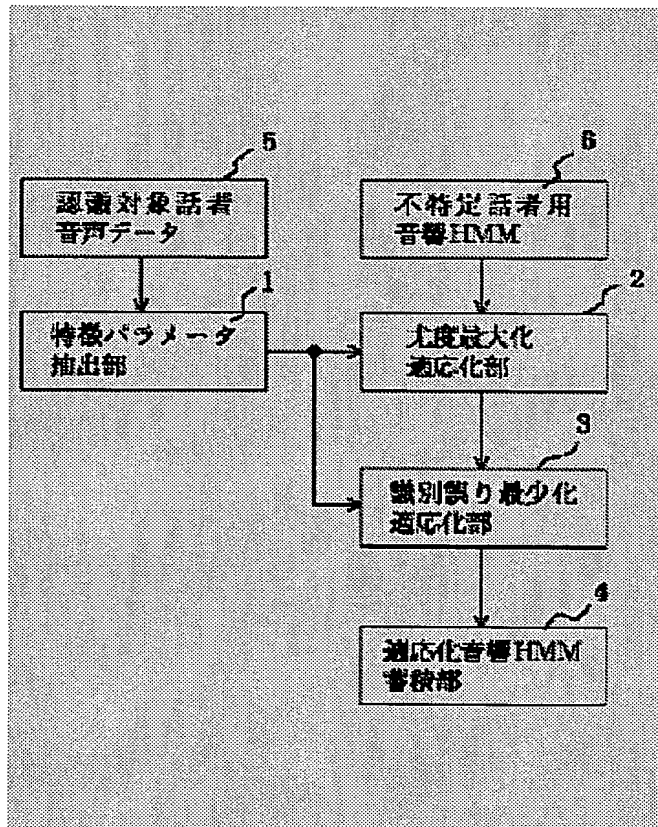 5
認識対象話者
音声データ
6
不特定話者用
音響HMM
1
特徴パラメータ
抽出部
2
尤度最大化
適応化部
3
識別誤り最少化
適応化部
4
適応化音響HMM
蓄積部